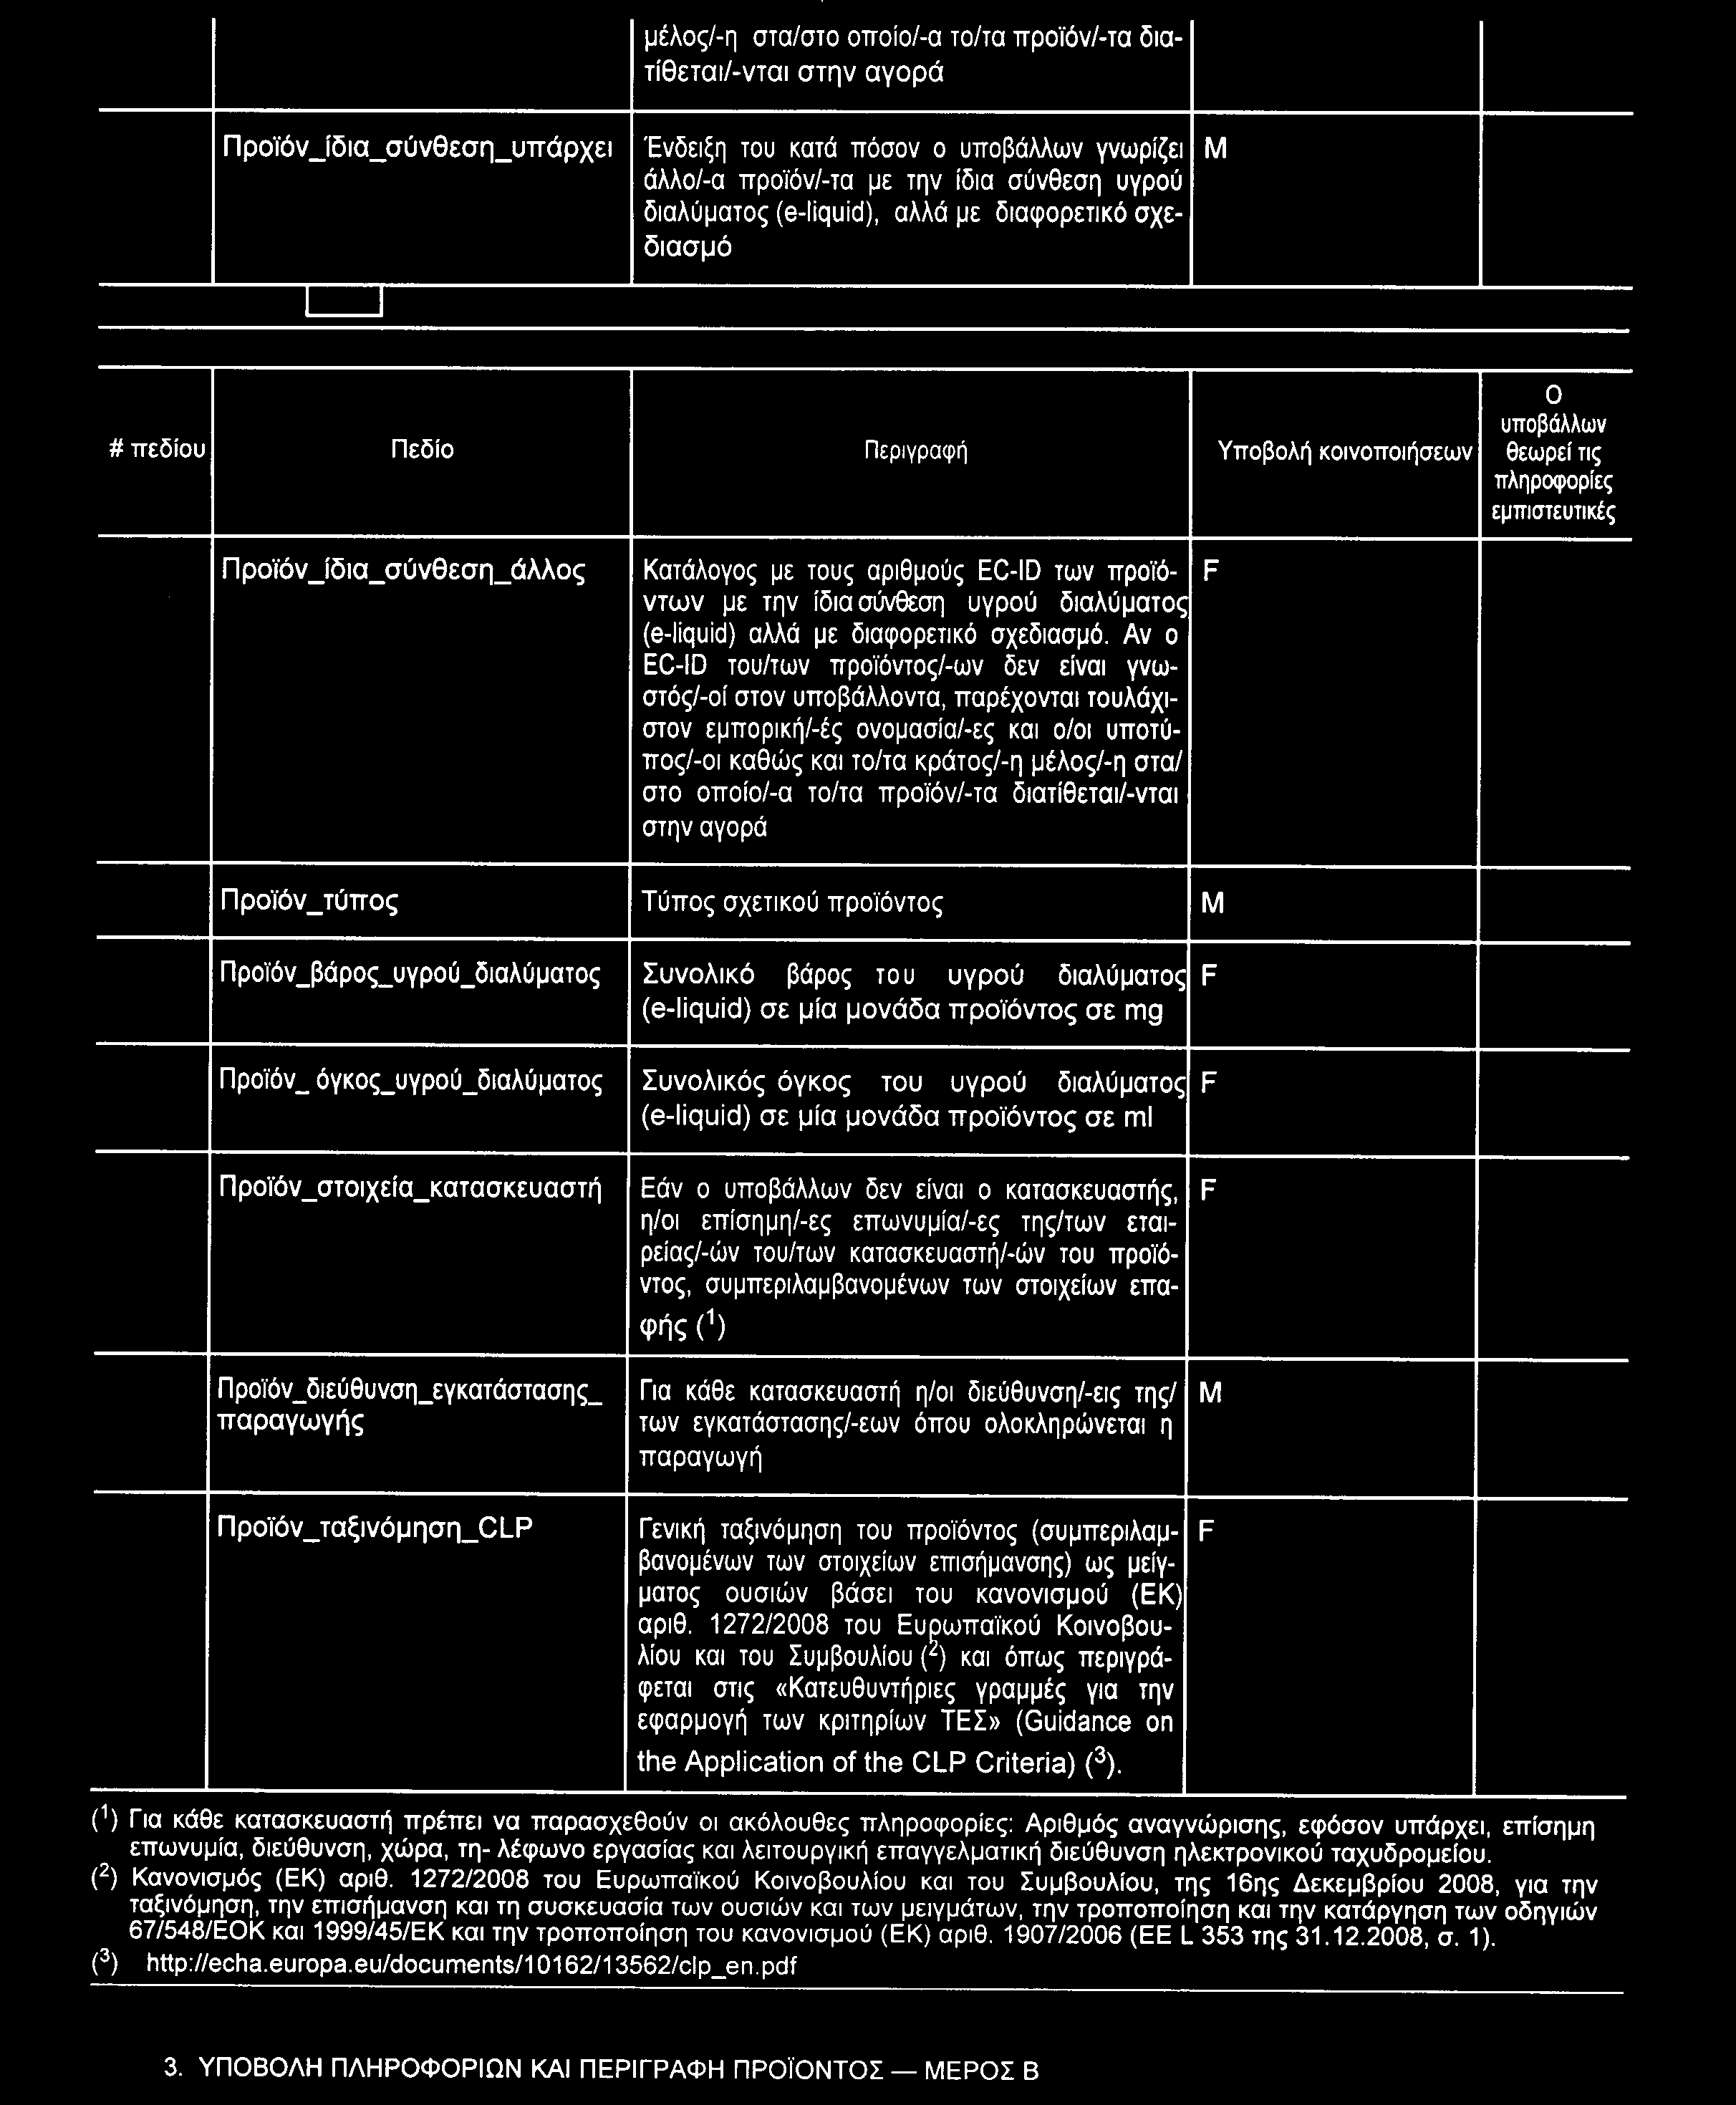 μέλος/-η στα/στο οποίο/-α το/τα προϊόν/-τα δια-
τίθεται/-νται στην αγορά
Προϊόν_ίδια_σύνθεση_υπάρχει
Ένδειξη του κατά πόσον ο υποβάλλων γνωρίζει
άλλο/-α προϊόν/-τα με την ίδια σύνθεση υγρού
διαλύματος (e-liquid), αλλά με διαφορετικό σχε-
διασμό
M
# πεδίου
Πεδίο
Περιγραφή
Υποβολή κοινοποιήσεων
Ο
υποβάλλων
θεωρεί τις
πληροφορίες
εμπιστευτικές
Προϊόν_ίδια_σύνθεση_άλλος
Κατάλογος με τους αριθμούς EC-ID των προϊό-
ντων με την ίδια σύνθεση υγρού διαλύματος
(e-liquid) αλλά με διαφορετικό σχεδιασμό. Αν ο
EC-ID του/των προϊόντος/-ων δεν είναι γνω-
στός/-οί στον υποβάλλοντα, παρέχονται τουλάχι-
στον εμπορική/-ές ονομασία/-ες και ο/οι υποτύ-
πος/-οι καθώς και το/τα κράτος/-η μέλος/-η στα/
στο οποίο/-α το/τα προϊόν/-τα διατίθεται/-νται
στην αγορά
F
Προϊόν_τύπος
Τύπος σχετικού προϊόντος
M
Προϊόν_βάρος_υγρού_διαλύματος
Συνολικό βάρος του υγρού διαλύματος
(e-liquid) σε μία μονάδα προϊόντος σε mg
F
Προϊόν_ όγκος_υγρού_διαλύματος
Συνολικός όγκος του υγρού διαλύματος
(e-liquid) σε μία μονάδα προϊόντος σε ml
F
Προϊόν_στοιχεία_κατασκευαστή
Εάν ο υποβάλλων δεν είναι ο κατασκευαστής,
η/οι επίσημη/-ες επωνυμία/-ες της/των εται-
ρείας/-ών του/των κατασκευαστή/-ών του προϊό-
ντος, συμπεριλαμβανομένων των στοιχείων επα-
φής (1)
F
Προϊόν_διεύθυνση_εγκατάστασης_
παραγωγής
Για κάθε κατασκευαστή η/οι διεύθυνση/-εις της/
των εγκατάστασης/-εων όπου ολοκληρώνεται η
παραγωγή
M
Προϊόν_ταξινόμηση_CLP
Γενική ταξινόμηση του προϊόντος (συμπεριλαμ-
βανομένων των στοιχείων επισήμανσης) ως μείγ-
ματος ουσιών βάσει του κανονισμού (ΕΚ)
αριθ. 1272/2008 του Ευρωπαϊκού Κοινοβου-
λίου και του Συμβουλίου (2) και όπως περιγρά-
φεται στις «Κατευθυντήριες γραμμές για την
εφαρμογή των κριτηρίων ΤΕΣ» (Guidance on
the Application of the CLP Criteria) (3).
F
(1) Για κάθε κατασκευαστή πρέπει να παρασχεθούν οι ακόλουθες πληροφορίες: Αριθμός αναγνώρισης, εφόσον υπάρχει, επίσημη
επωνυμία, διεύθυνση, χώρα, τη- λέφωνο εργασίας και λειτουργική επαγγελματική διεύθυνση ηλεκτρονικού ταχυδρομείου.
(2) Κανονισμός (ΕΚ) αριθ. 1272/2008 του Ευρωπαϊκού Κοινοβουλίου και του Συμβουλίου, της 16ης Δεκεμβρίου 2008, για την
ταξινόμηση, την επισήμανση και τη συσκευασία των ουσιών και των μειγμάτων, την τροποποίηση και την κατάργηση των οδηγιών
67/548/ΕΟΚ και 1999/45/ΕΚ και την τροποποίηση του κανονισμού (ΕΚ) αριθ. 1907/2006 (ΕΕ L 353 της 31.12.2008, σ. 1).
(3) http://echa.europa.eu/documents/10162/13562/clp_en.pdf
3. ΥΠΟΒΟΛΗ ΠΛΗΡΟΦΟΡΙΩΝ ΚΑΙ ΠΕΡΙΓΡΑΦΗ ΠΡΟΪΟΝΤΟΣ — ΜΕΡΟΣ Β